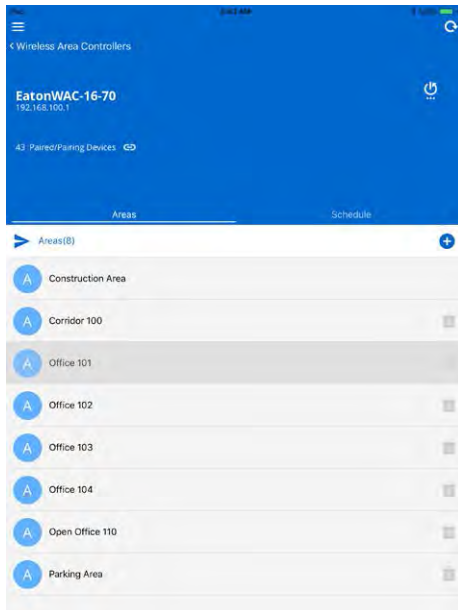 < Wireless Area Controllers
EatonWAC-16-70
192.168.100.1
43 Paired/Pairing Devices
Areas Schedule
Areas(8)
A Construction Area
A Corridor 100
A Office 101
A Office 102
A Office 103
A Office 104
A Open Office 110
A Parking Area